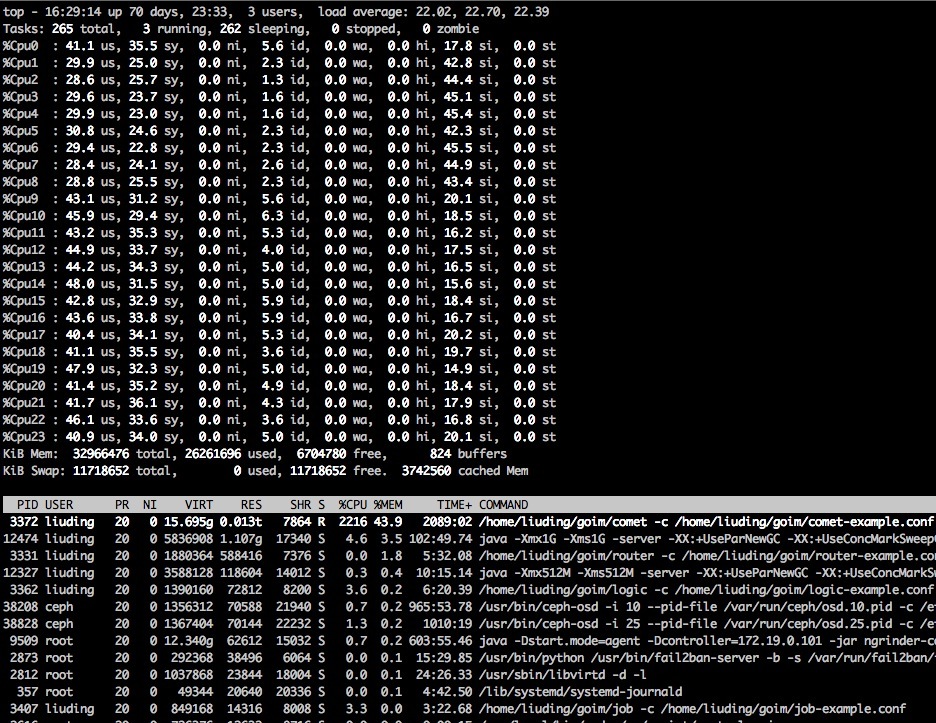 top - 16:29:14 up 70 days, 23:33,  3 users,  load average: 22.02, 22.70, 22.39
Tasks: 265 total,   3 running, 262 sleeping,   0 stopped,   0 zombie
%Cpu0  : 41.1 us, 35.5 sy,  0.0 ni,  5.6 id,  0.0 wa,  0.0 hi, 17.8 si,  0.0 st
%Cpu1  : 29.9 us, 25.0 sy,  0.0 ni,  2.3 id,  0.0 wa,  0.0 hi, 42.8 si,  0.0 st
%Cpu2  : 28.6 us, 25.7 sy,  0.0 ni,  1.3 id,  0.0 wa,  0.0 hi, 44.4 si,  0.0 st
%Cpu3  : 29.6 us, 23.7 sy,  0.0 ni,  1.6 id,  0.0 wa,  0.0 hi, 45.1 si,  0.0 st
%Cpu4  : 29.9 us, 23.0 sy,  0.0 ni,  1.6 id,  0.0 wa,  0.0 hi, 45.4 si,  0.0 st
%Cpu5  : 30.8 us, 24.6 sy,  0.0 ni,  2.3 id,  0.0 wa,  0.0 hi, 42.3 si,  0.0 st
%Cpu6  : 29.4 us, 22.8 sy,  0.0 ni,  2.3 id,  0.0 wa,  0.0 hi, 45.5 si,  0.0 st
%Cpu7  : 28.4 us, 24.1 sy,  0.0 ni,  2.6 id,  0.0 wa,  0.0 hi, 44.9 si,  0.0 st
%Cpu8  : 28.8 us, 25.5 sy,  0.0 ni,  2.3 id,  0.0 wa,  0.0 hi, 43.4 si,  0.0 st
%Cpu9  : 43.1 us, 31.2 sy,  0.0 ni,  5.6 id,  0.0 wa,  0.0 hi, 20.1 si,  0.0 st
%Cpu10 : 45.9 us, 29.4 sy,  0.0 ni,  6.3 id,  0.0 wa,  0.0 hi, 18.5 si,  0.0 st
%Cpu11 : 43.2 us, 35.3 sy,  0.0 ni,  5.3 id,  0.0 wa,  0.0 hi, 16.2 si,  0.0 st
%Cpu12 : 44.9 us, 33.7 sy,  0.0 ni,  4.0 id,  0.0 wa,  0.0 hi, 17.5 si,  0.0 st
%Cpu13 : 44.2 us, 34.3 sy,  0.0 ni,  5.0 id,  0.0 wa,  0.0 hi, 16.5 si,  0.0 st
%Cpu14 : 48.0 us, 31.5 sy,  0.0 ni,  5.0 id,  0.0 wa,  0.0 hi, 15.6 si,  0.0 st
%Cpu15 : 42.8 us, 32.9 sy,  0.0 ni,  5.9 id,  0.0 wa,  0.0 hi, 18.4 si,  0.0 st
%Cpu16 : 43.6 us, 33.8 sy,  0.0 ni,  5.9 id,  0.0 wa,  0.0 hi, 16.7 si,  0.0 st
%Cpu17 : 40.4 us, 34.1 sy,  0.0 ni,  5.3 id,  0.0 wa,  0.0 hi, 20.2 si,  0.0 st
%Cpu18 : 41.1 us, 35.5 sy,  0.0 ni,  3.6 id,  0.0 wa,  0.0 hi, 19.7 si,  0.0 st
%Cpu19 : 47.9 us, 32.3 sy,  0.0 ni,  5.0 id,  0.0 wa,  0.0 hi, 14.9 si,  0.0 st
%Cpu20 : 41.4 us, 35.2 sy,  0.0 ni,  4.9 id,  0.0 wa,  0.0 hi, 18.4 si,  0.0 st
%Cpu21 : 41.7 us, 36.1 sy,  0.0 ni,  4.3 id,  0.0 wa,  0.0 hi, 17.9 si,  0.0 st
%Cpu22 : 46.1 us, 33.6 sy,  0.0 ni,  3.6 id,  0.0 wa,  0.0 hi, 16.8 si,  0.0 st
%Cpu23 : 40.9 us, 34.0 sy,  0.0 ni,  5.0 id,  0.0 wa,  0.0 hi, 20.1 si,  0.0 st
KiB Mem:  32966476 total, 26261696 used,  6704780 free,      824 buffers
KiB Swap: 11718652 total,        0 used, 11718652 free.  3742560 cached Mem
PID USER      PR  NI    VIRT    RES    SHR S  %CPU %MEM     TIME+ COMMAND
3372 liuding   20   0 15.695g 0.013t   7864 R  2216 43.9   2089:02 /home/liuding/goim/comet -c /home/liuding/goim/comet-example.conf
12474 liuding   20   0 5836908 1.107g  17340 S   4.6  3.5 102:49.74 java -Xmx1G -Xms1G -server -XX:+UseParNewGC -XX:+UseConcMarkSweep
3331 liuding   20   0 1880364 588416   7376 S   0.0  1.8   5:32.08 /home/liuding/goim/router -c /home/liuding/goim/router-example.co
12327 liuding   20   0 3588128 118604  14012 S   0.3  0.4  10:15.14 java -Xmx512M -Xms512M -server -XX:+UseParNewGC -XX:+UseConcMarkSw
3362 liuding   20   0 1390160  72812   8200 S   3.6  0.2   6:20.39 /home/liuding/goim/logic -c /home/liuding/goim/logic-example.conf
38208 ceph      20   0 1356312  70588  21940 S   0.7  0.2 965:53.78 /usr/bin/ceph-osd -i 10 --pid-file /var/run/ceph/osd.10.pid -c /e
38828 ceph      20   0 1367404  70144  22232 S   1.3  0.2   1010:19 /usr/bin/ceph-osd -i 25 --pid-file /var/run/ceph/osd.25.pid -c /e
9509 root      20   0 12.340g  62612  15032 S   0.7  0.2 603:55.46 java -Dstart.mode=agent -Dcontroller=172.19.0.101 -jar ngrinder-c
2873 root      20   0  292368  38496   6064 S   0.0  0.1  15:29.85 /usr/bin/python /usr/bin/fail2ban-server -b -s /var/run/fail2ban/
2812 root      20   0 1037868  23844  18004 S   0.0  0.1  24:26.33 /usr/sbin/libvirtd -d -l
357 root      20   0   49344  20640  20336 S   0.0  0.1   4:42.50 /lib/systemd/systemd-journald
3407 liuding   20   0  849168  14316   8008 S   3.3  0.0   3:22.68 /home/liuding/goim/job -c /home/liuding/goim/job-example.conf